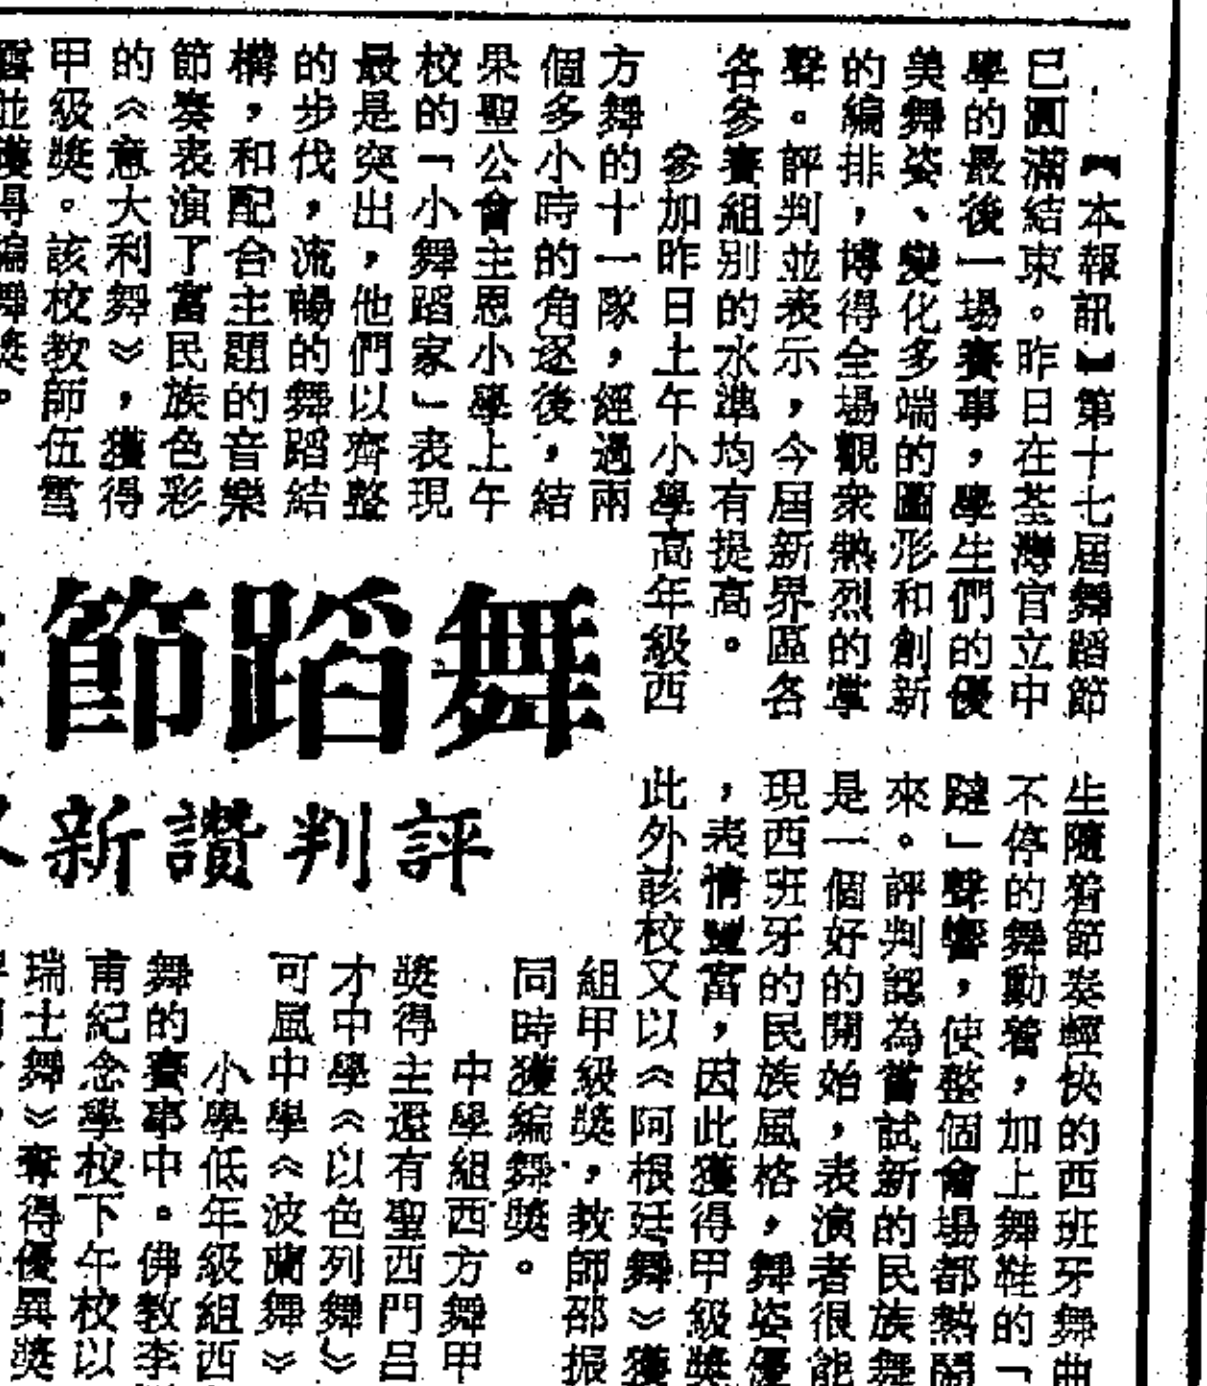 【本報訊】第十七屆舞蹈節
已圓滿結束。昨日在荃灣官立中
學的最後一場賽事,學生們的優
美舞姿、變化多端的圖形和創新
的編排,博得全場觀衆熱烈的掌
聲。評判並表示,今屆新界區各
各參賽組別的水準均有提高。
參加昨日上午小學高年級西
方舞的十一隊,經過兩
個多小時的角逐後,結
果聖公會主恩小學上午
校的「小舞蹈家」表現
最是突出,他們以齊整
的步伐,流暢的舞蹈結
構,和配合主題的音樂
節奏表演了富民族色彩
的《意大利舞》,獲得
甲級獎。該校教師伍雪
並獲得編舞獎。
舞蹈節
評判讚新
生隨着節奏輕快的西班牙舞曲
不停的舞動着,加上舞鞋的「
躂」聲響,使整個會場都熱鬧
來。評判認為嘗試新的民族舞
是一個好的開始,表演者很能
現西班牙的民族風格,舞姿優
,表情豐富,因此獲得甲級獎
此外該校又以《阿根廷舞》獲
組甲級獎,教師邵振
同時獲編舞獎。
中學組西方舞甲
獎得主還有聖西門呂
才中學《以色列舞》
可風中學《波蘭舞》
小學低年級組西
舞的賽事中。佛教李
甫紀念學校下午校以
瑞士舞》奪得優異獎